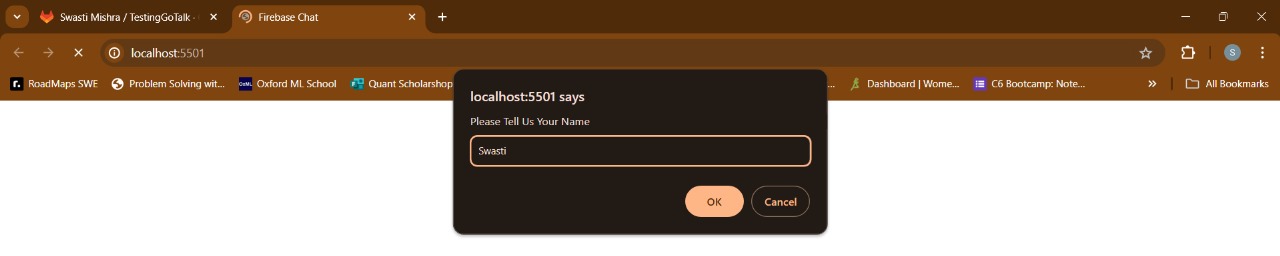 Swasti Mishra / TestingGoTalk ·
Firebase Chat
localhost:5501
S
RoadMaps SWE
Problem Solving wit...
OxML
Oxford ML School
Quant Scholarshop
...
Dashboard | Wome...
C6 Bootcamp: Note...
»
All Bookmarks
localhost:5501 says
Please Tell Us Your Name
Swasti
OK
Cancel